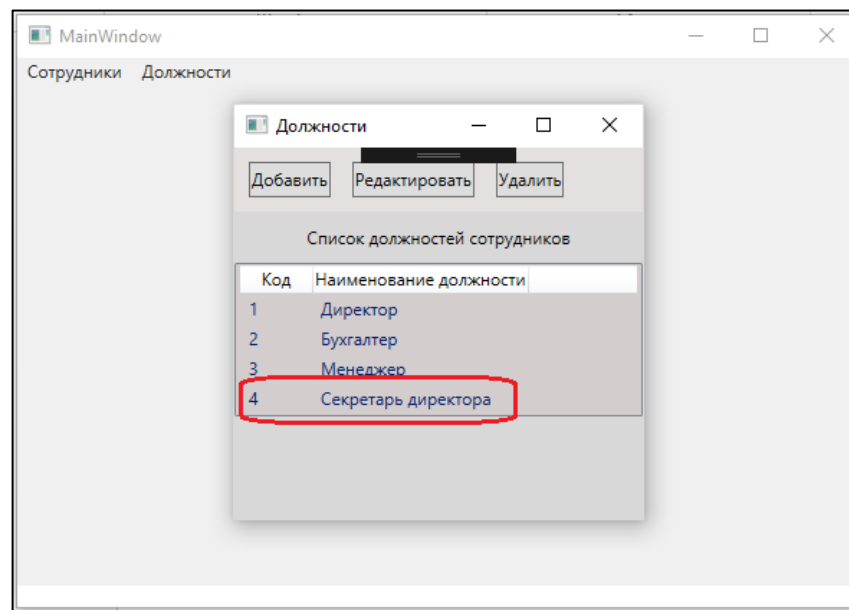 MainWindow
Сотрудники Должности
Должности
Добавить Редактировать Удалить
Список должностей сотрудников
Код Наименование должности
1 Директор
2 Бухгалтер
3 Менеджер
4 Секретарь директора